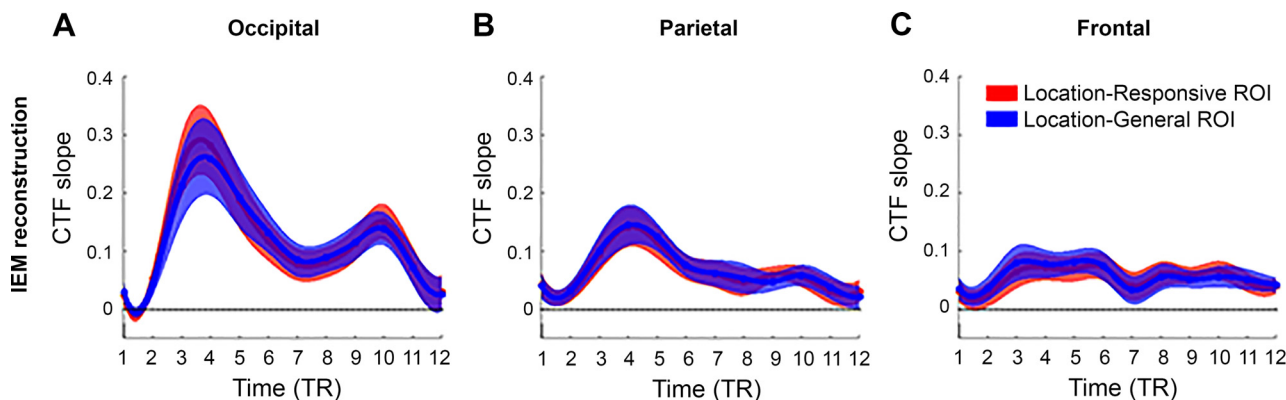 A Occipital
B Parietal
C Frontal
IEM reconstruction
CTF slope
0.4
0.3
0.2
0.1
0
1 2 3 4 5 6 7 8 9 10 11 12
Time (TR)
CTF slope
0.4
0.3
0.2
0.1
0
1 2 3 4 5 6 7 8 9 10 11 12
Time (TR)
CTF slope
0.4
0.3
0.2
0.1
0
1 2 3 4 5 6 7 8 9 10 11 12
Time (TR)
Location-Responsive ROI
Location-General ROI